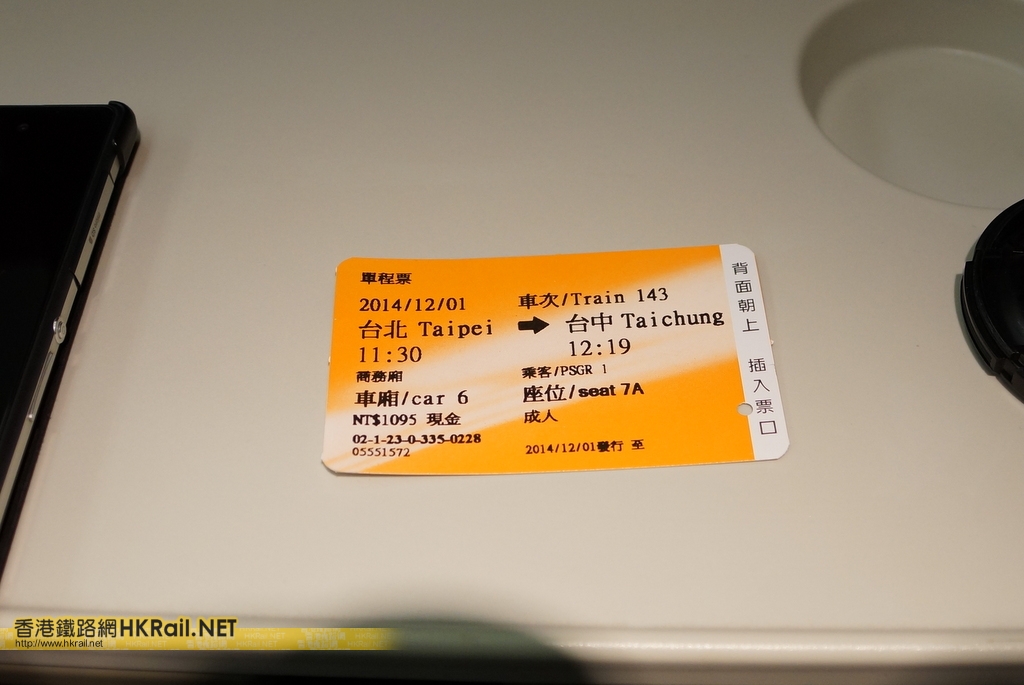 單程票
2014/12/01 車次/Train 143
台北 Taipei ➡ 台中 Taichung
11:30 12:19
商務廂 乘客/PSGR 1
車廂/car 6 座位/seat 7A
NT$1095 現金 成人
02-1-23-0-335-0228
05551572 2014/12/01發行 至
背面朝上 插入票口
香港鐵路網HKRail.NET
http://www.hkrail.net